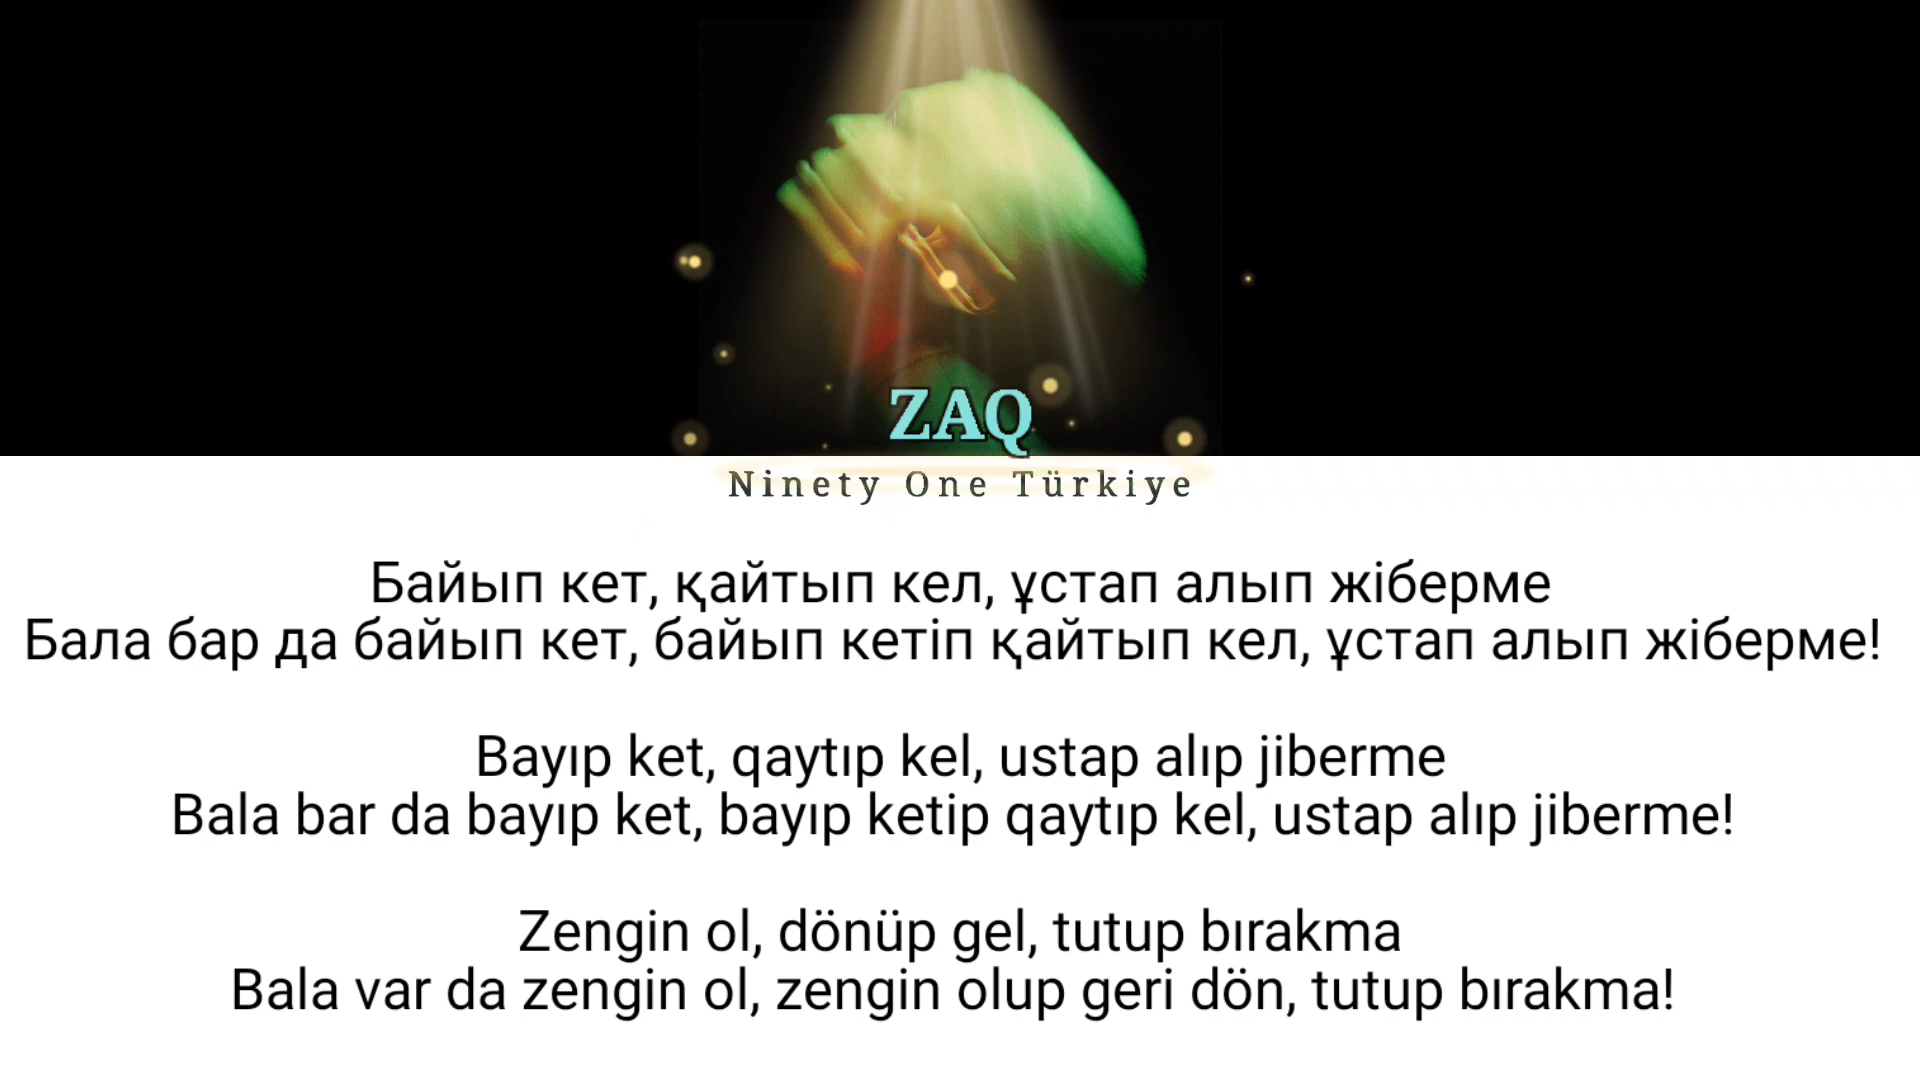 ZAQ
Ninety One Türkiye
Байып кет, қайтып кел, ұстап алып жіберме
Бала бар да байып кет, байып кетіп қайтып кел, ұстап алып жіберме!
Bayıp ket, qaytıp kel, ustap alıp jiberme
Bala bar da bayıp ket, bayıp ketip qaytıp kel, ustap alıp jiberme!
Zengin ol, dönüp gel, tutup bırakma
Bala var da zengin ol, zengin olup geri dön, tutup bırakma!